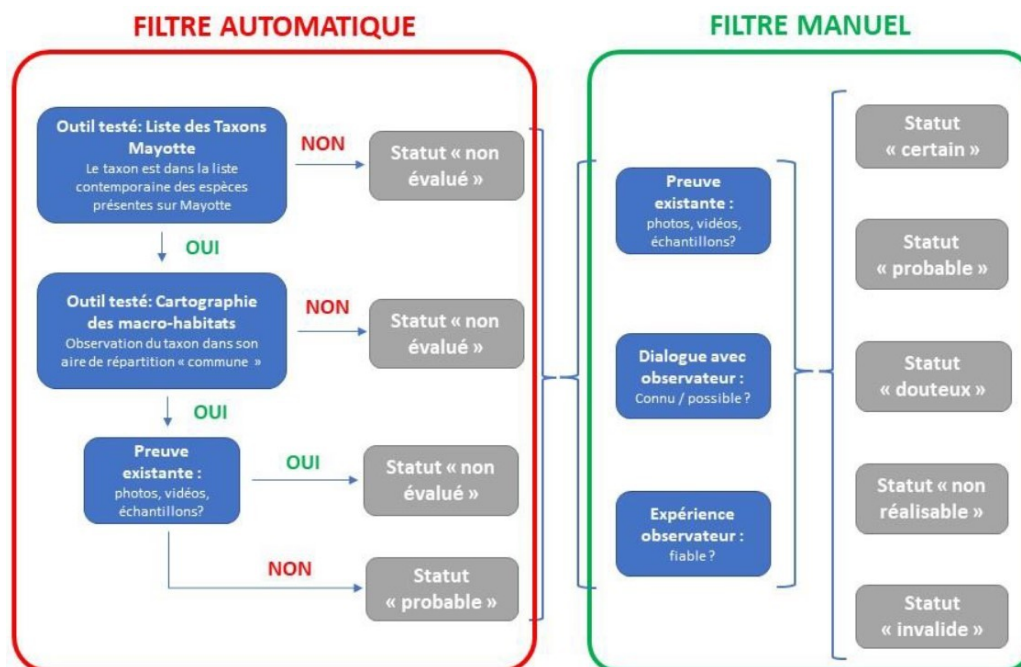 FILTRE AUTOMATIQUE
Outil testé: Liste des Taxons
Mayotte
Le taxon est dans la liste
contemporaine des espèces
présentes sur Mayotte
NON
Statut « non
évalué »
OUI
Outil testé: Cartographie
des macro-habitats
Observation du taxon dans son
aire de répartition « commune »
NON
Statut « non
évalué »
OUI
Preuve
existante :
photos, vidéos,
échantillons?
OUI
Statut « non
évalué »
NON
Statut
« probable »
FILTRE MANUEL
Preuve
existante :
photos, vidéos,
échantillons?
Dialogue avec
observateur :
Connu / possible ?
Expérience
observateur :
fiable ?
Statut
« certain »
Statut
« probable »
Statut
« douteux »
Statut « non
réalisable »
Statut
« invalide »